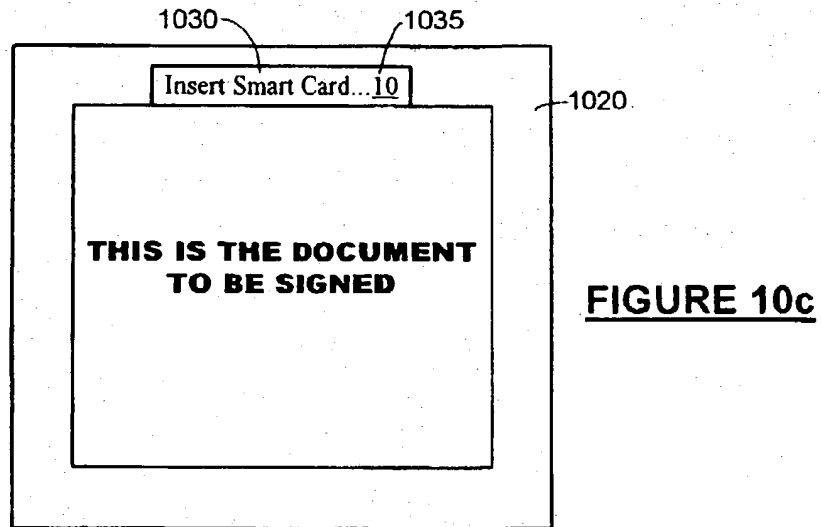 1030 1035
Insert Smart Card...10
1020
THIS IS THE DOCUMENT
TO BE SIGNED
FIGURE 10c